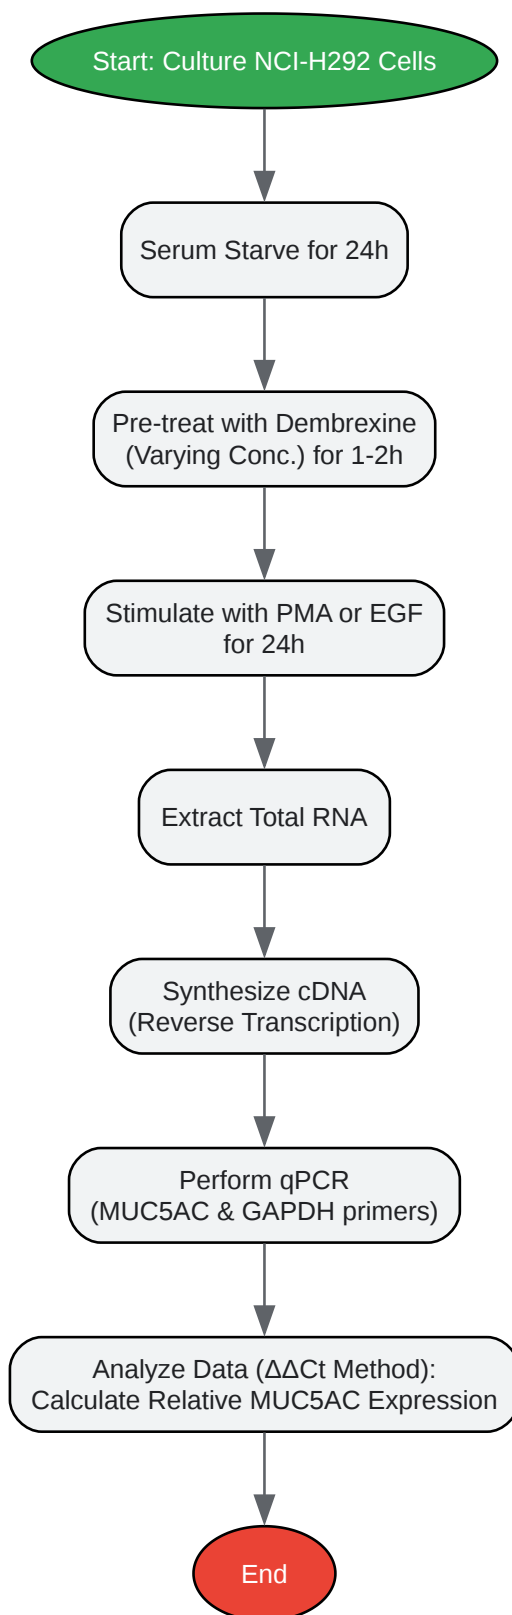 Start: Culture NCI-H292 Cells
Serum Starve for 24h
Pre-treat with Dembrexine
(Varying Conc.) for 1-2h
Stimulate with PMA or EGF
for 24h
Extract Total RNA
Synthesize cDNA
(Reverse Transcription)
Perform qPCR
(MUC5AC & GAPDH primers)
Analyze Data (ΔΔCt Method):
Calculate Relative MUC5AC Expression
End